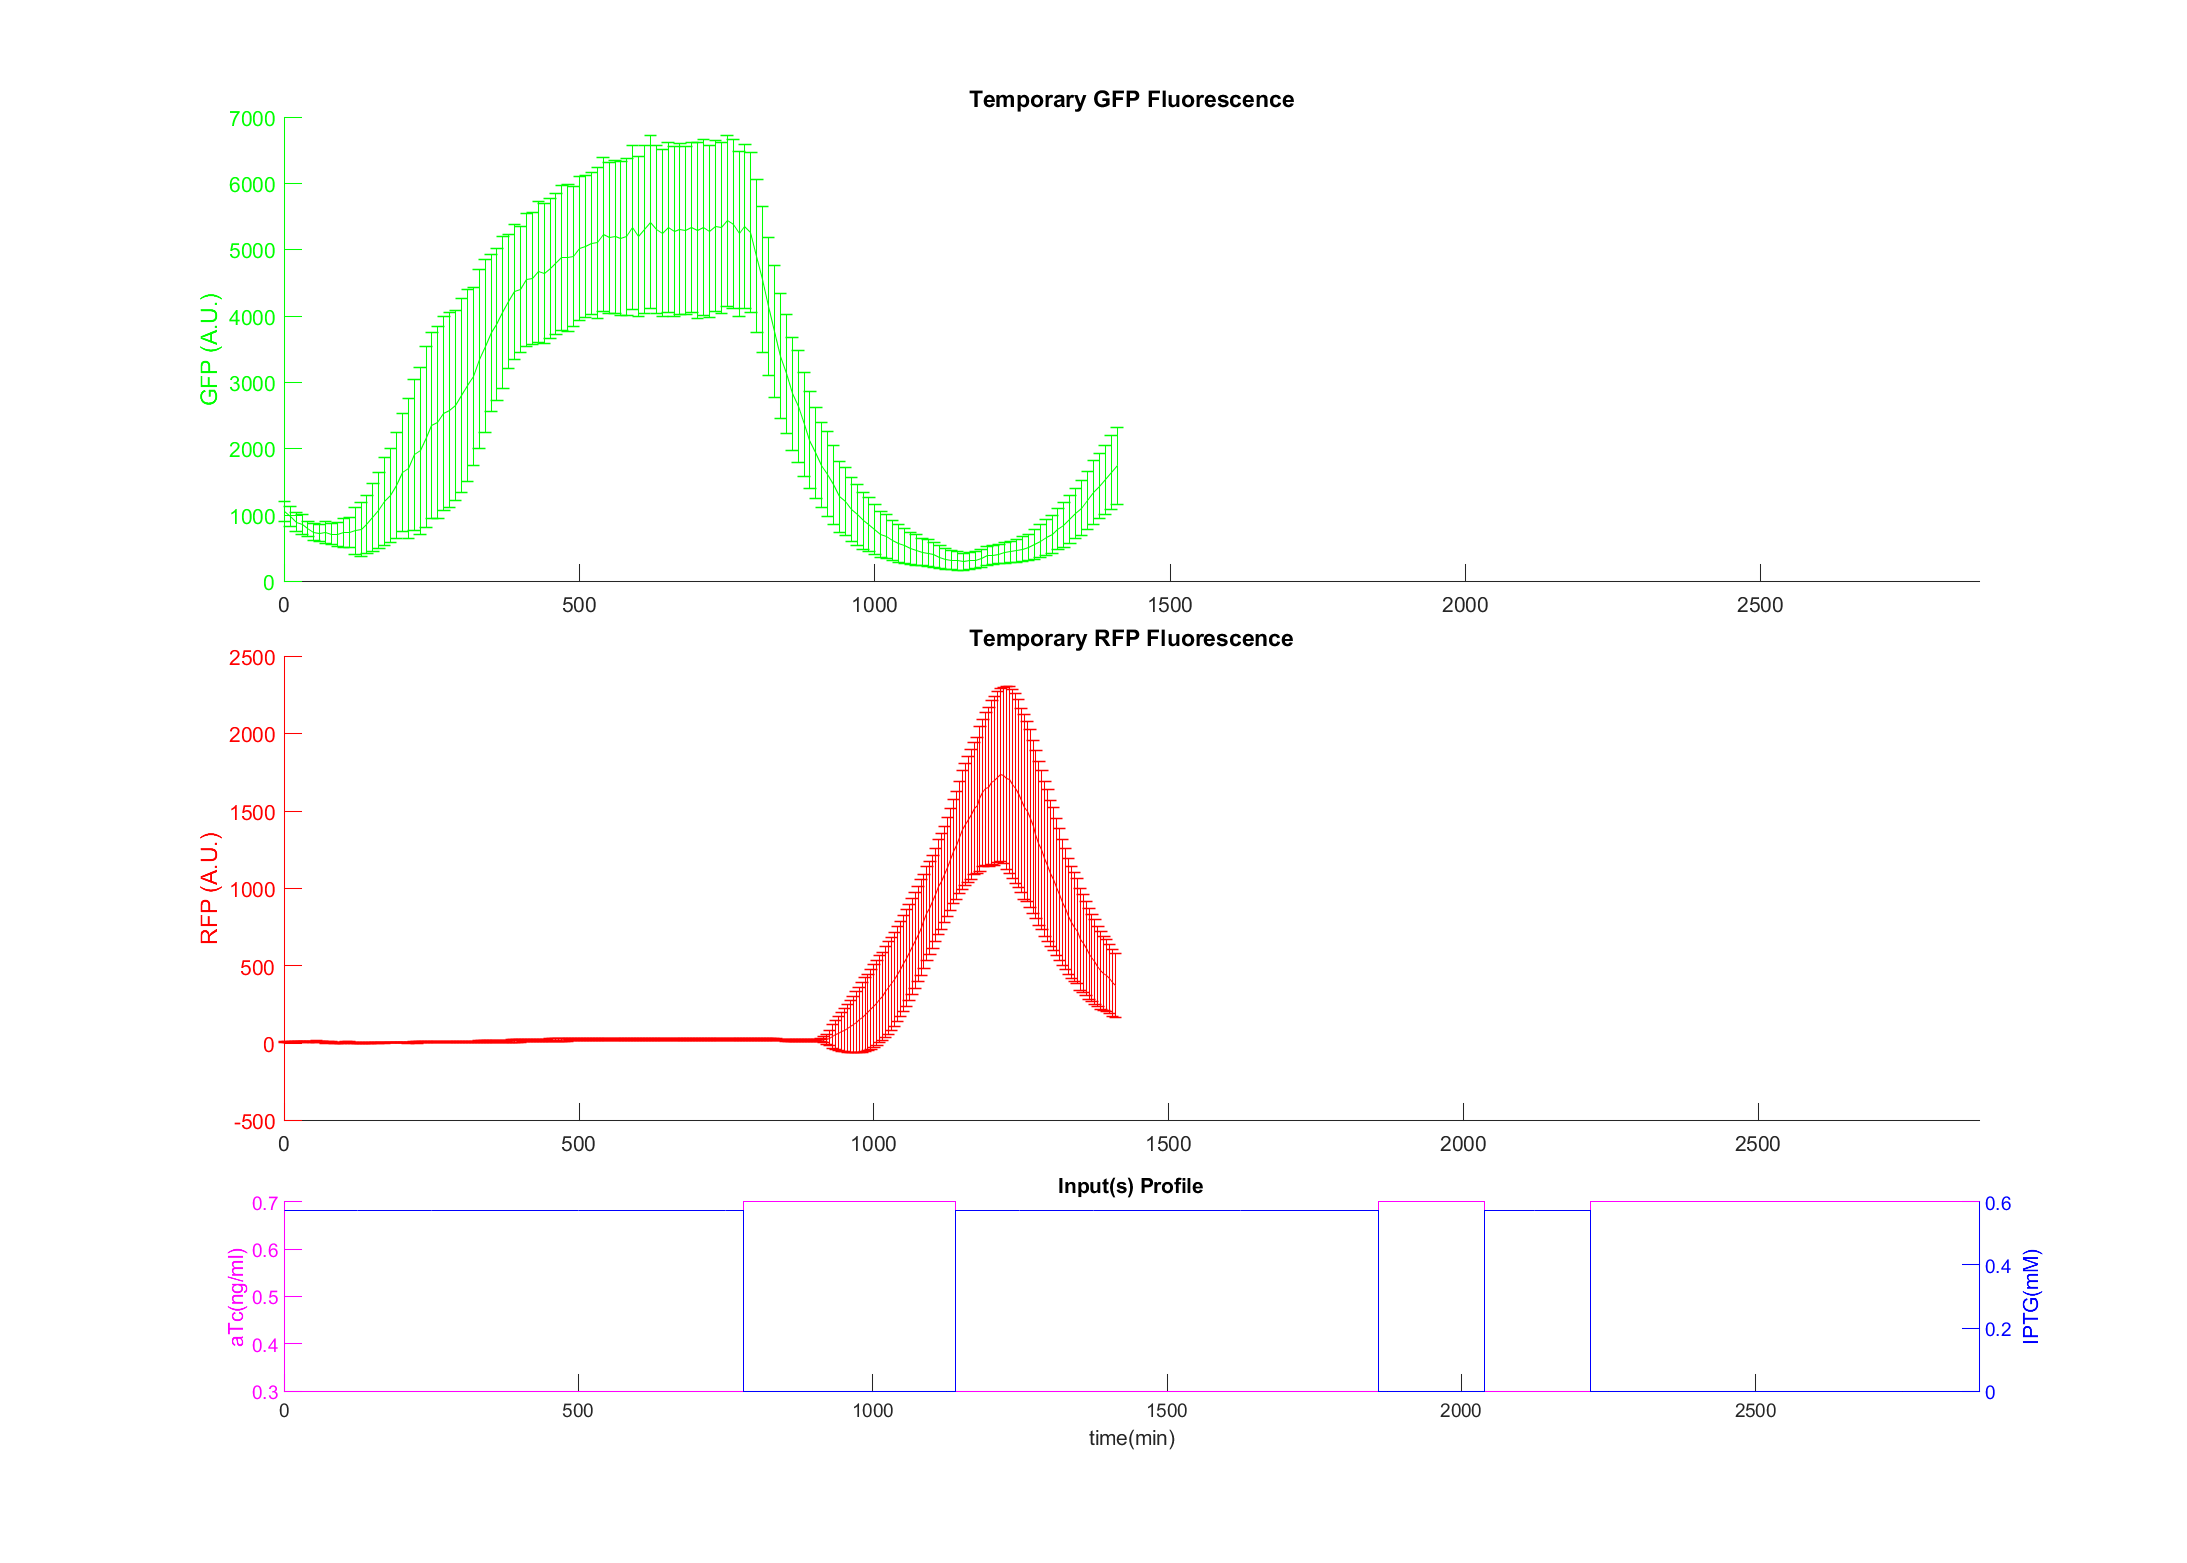 Temporary GFP Fluorescence
7000
6000
5000
4000
3000
2000
1000
0
GFP (A.U.)
0 500 1000 1500 2000 2500
Temporary RFP Fluorescence
2500
2000
1500
1000
500
0
-500
RFP (A.U.)
0 500 1000 1500 2000 2500
Input(s) Profile
0.7
0.6
0.5
0.4
0.3
aTc(ng/ml)
0.6
0.4
0.2
0
IPTG(mM)
0 500 1000 1500 2000 2500
time(min)